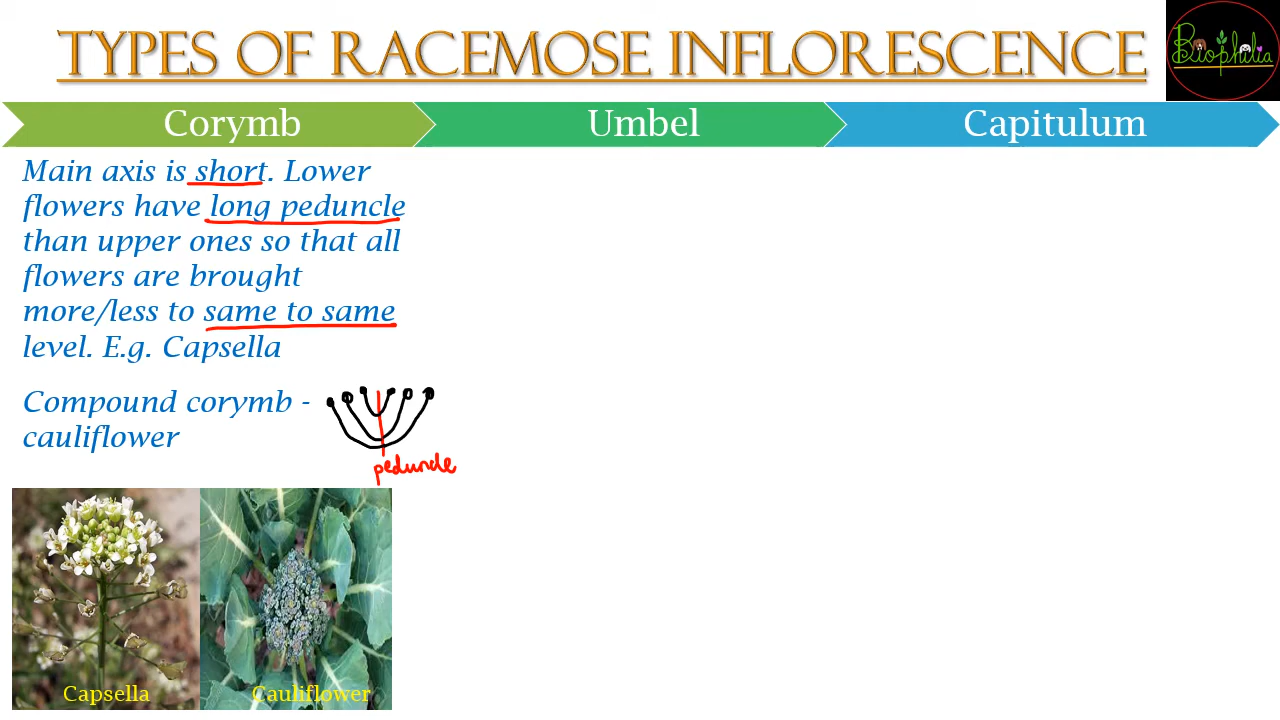 TYPES OF RACEMOSE INFLORESCENCE
Biophilia
Corymb
Umbel
Capitulum
Main axis is short. Lower
flowers have long peduncle
than upper ones so that all
flowers are brought
more/less to same to same
level. E.g. Capsella
Compound corymb -
cauliflower
peduncle
Capsella
Cauliflower